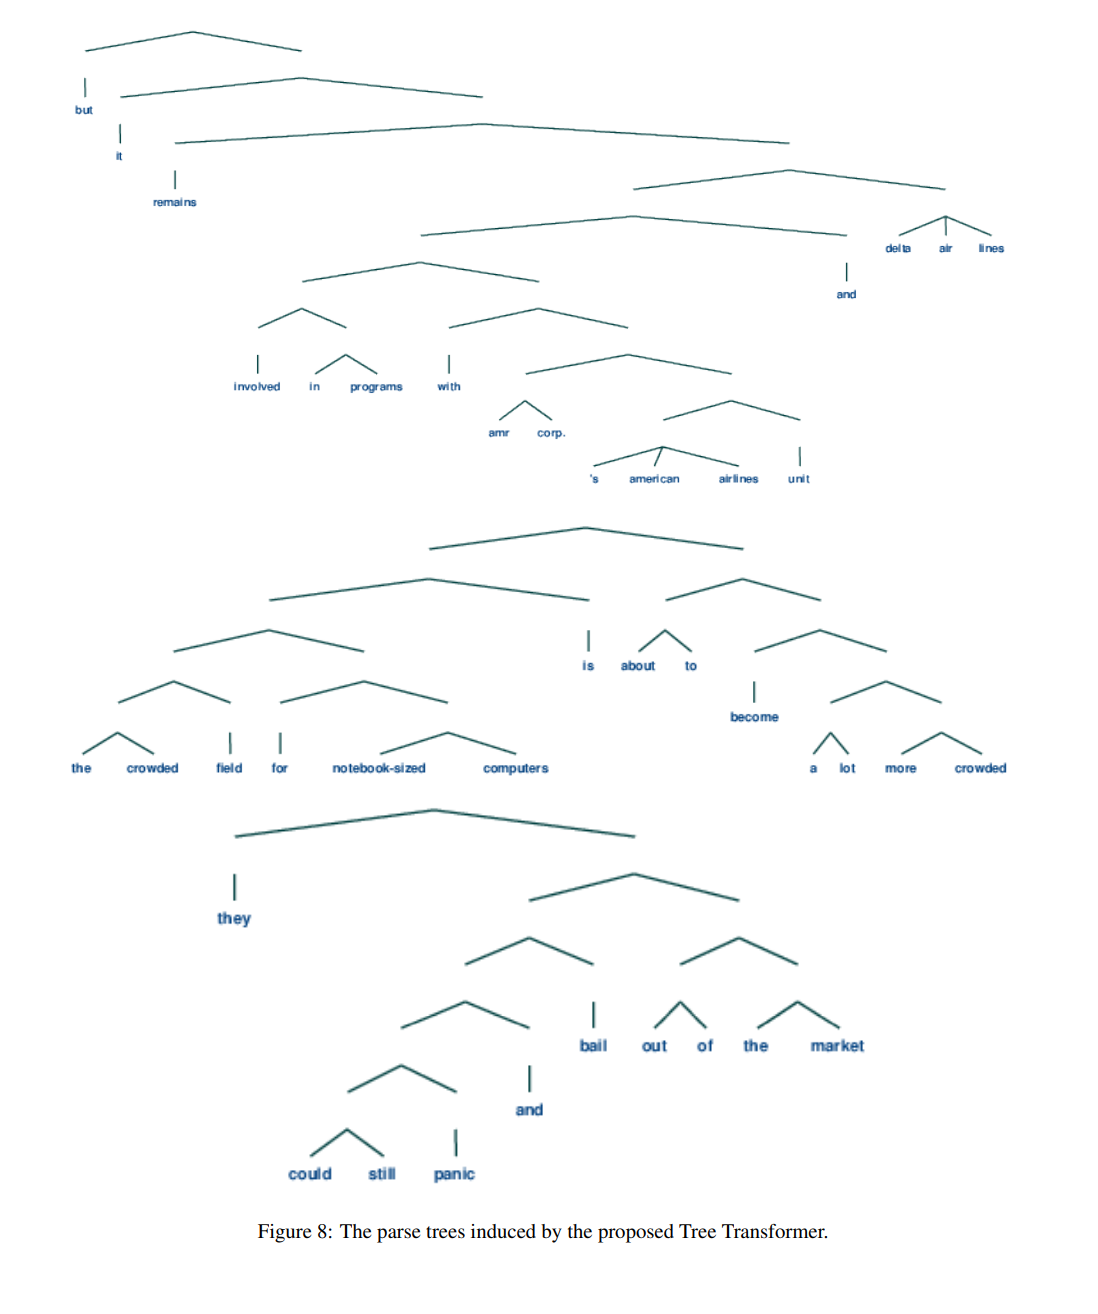 but
it
remains
delta air lines
and
involved in programs with
amr corp.
's american airlines unit
is about to
become
the crowded field for notebook-sized computers a lot more crowded
they
bail out of the market
and
could still panic
Figure 8: The parse trees induced by the proposed Tree Transformer.